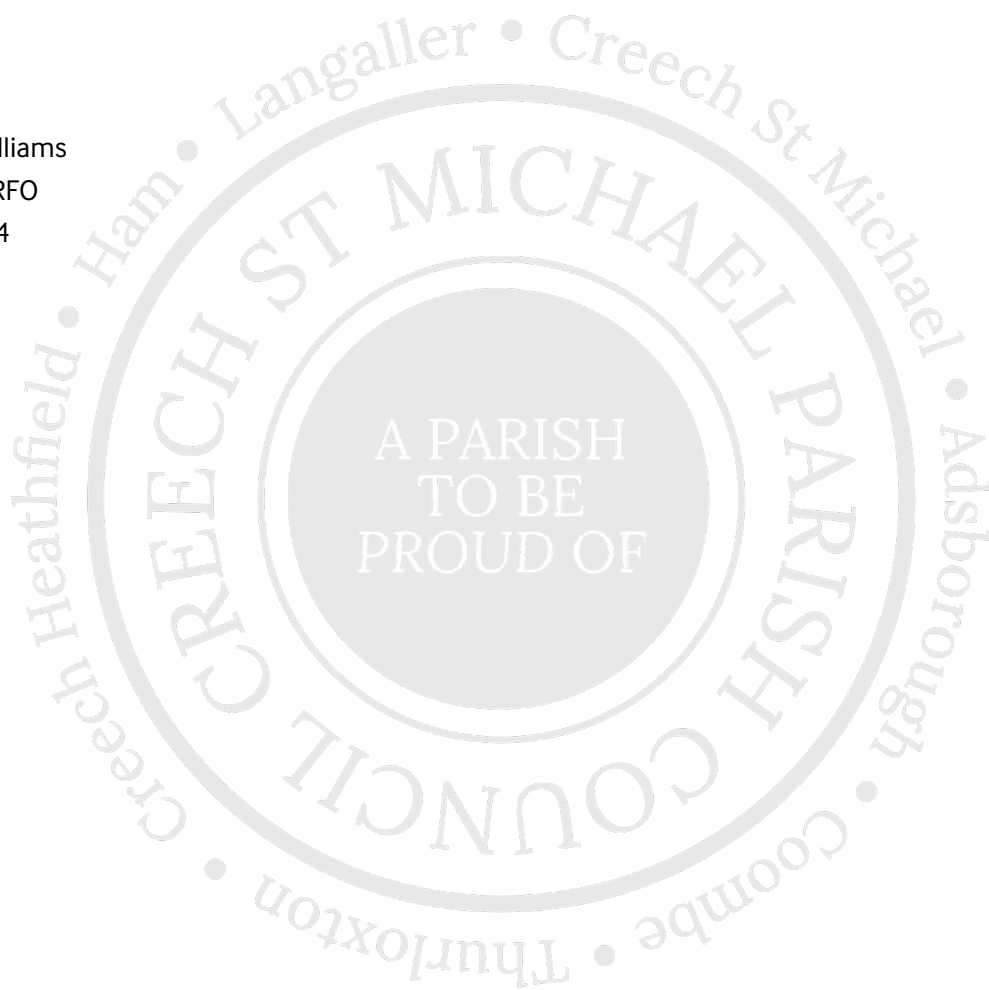 lliams
RFO
4
Creech Heathfield • Ham • Langaller • Creech St Michael • Adsborough • Coombe • Thurloxton •
CREECH ST MICHAEL PARISH COUNCIL
A PARISH
TO BE
PROUD OF